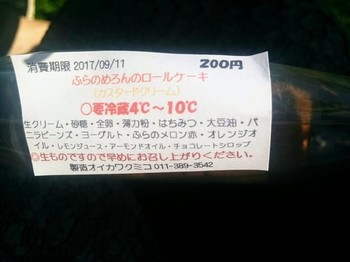 消費期限 2017/09/11 200円
ふらのめろんのロールケーキ
(カスタードクリーム)
○要冷蔵4℃~10℃
生クリーム・砂糖・全卵・薄力粉・はちみつ・大豆油・バ
ニラビーンズ・ヨーグルト・ふらのメロン赤・オレンジオ
イル・レモンジュース・アーモンドオイル・チョコレートシロップ
◎生ものですので早めにお召し上がりください。
製造オイカワクミコ 011-389-3542